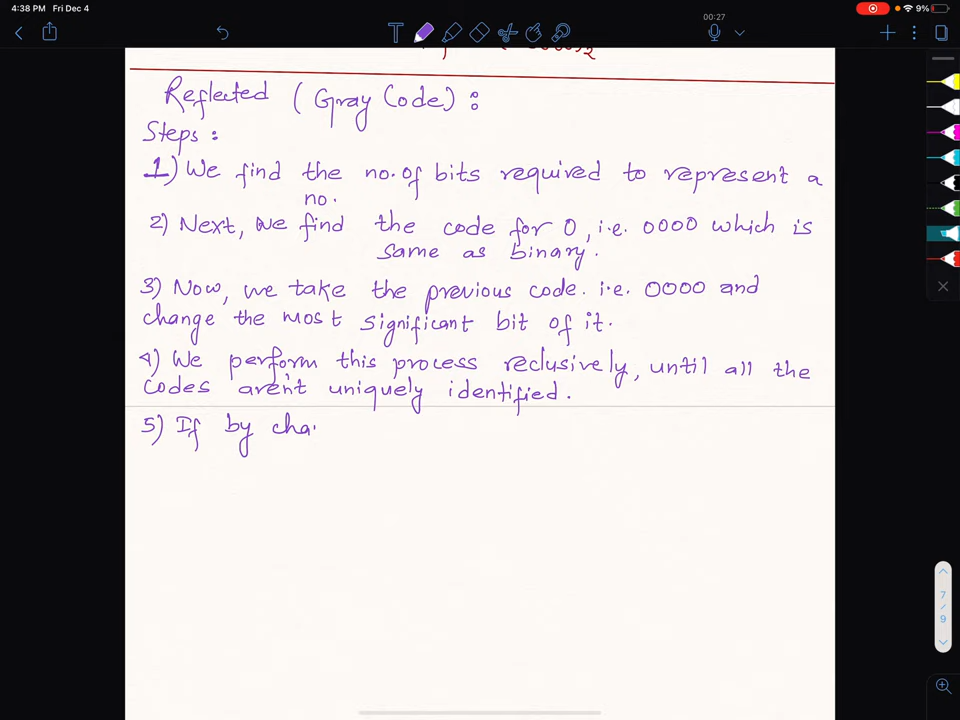 4:38 PM Fri Dec 4
00:27
9%
Reflected (Gray Code) :
Steps :
1) We find the no. of bits required to represent a
no.
2) Next, we find the code for 0, i.e. 0000 which is
same as binary.
3) Now, we take the previous code. i.e. 0000 and
change the most significant bit of it.
4) We perform this process reclusively, until all the
codes aren't uniquely identified.
5) If by cha
7
/
9